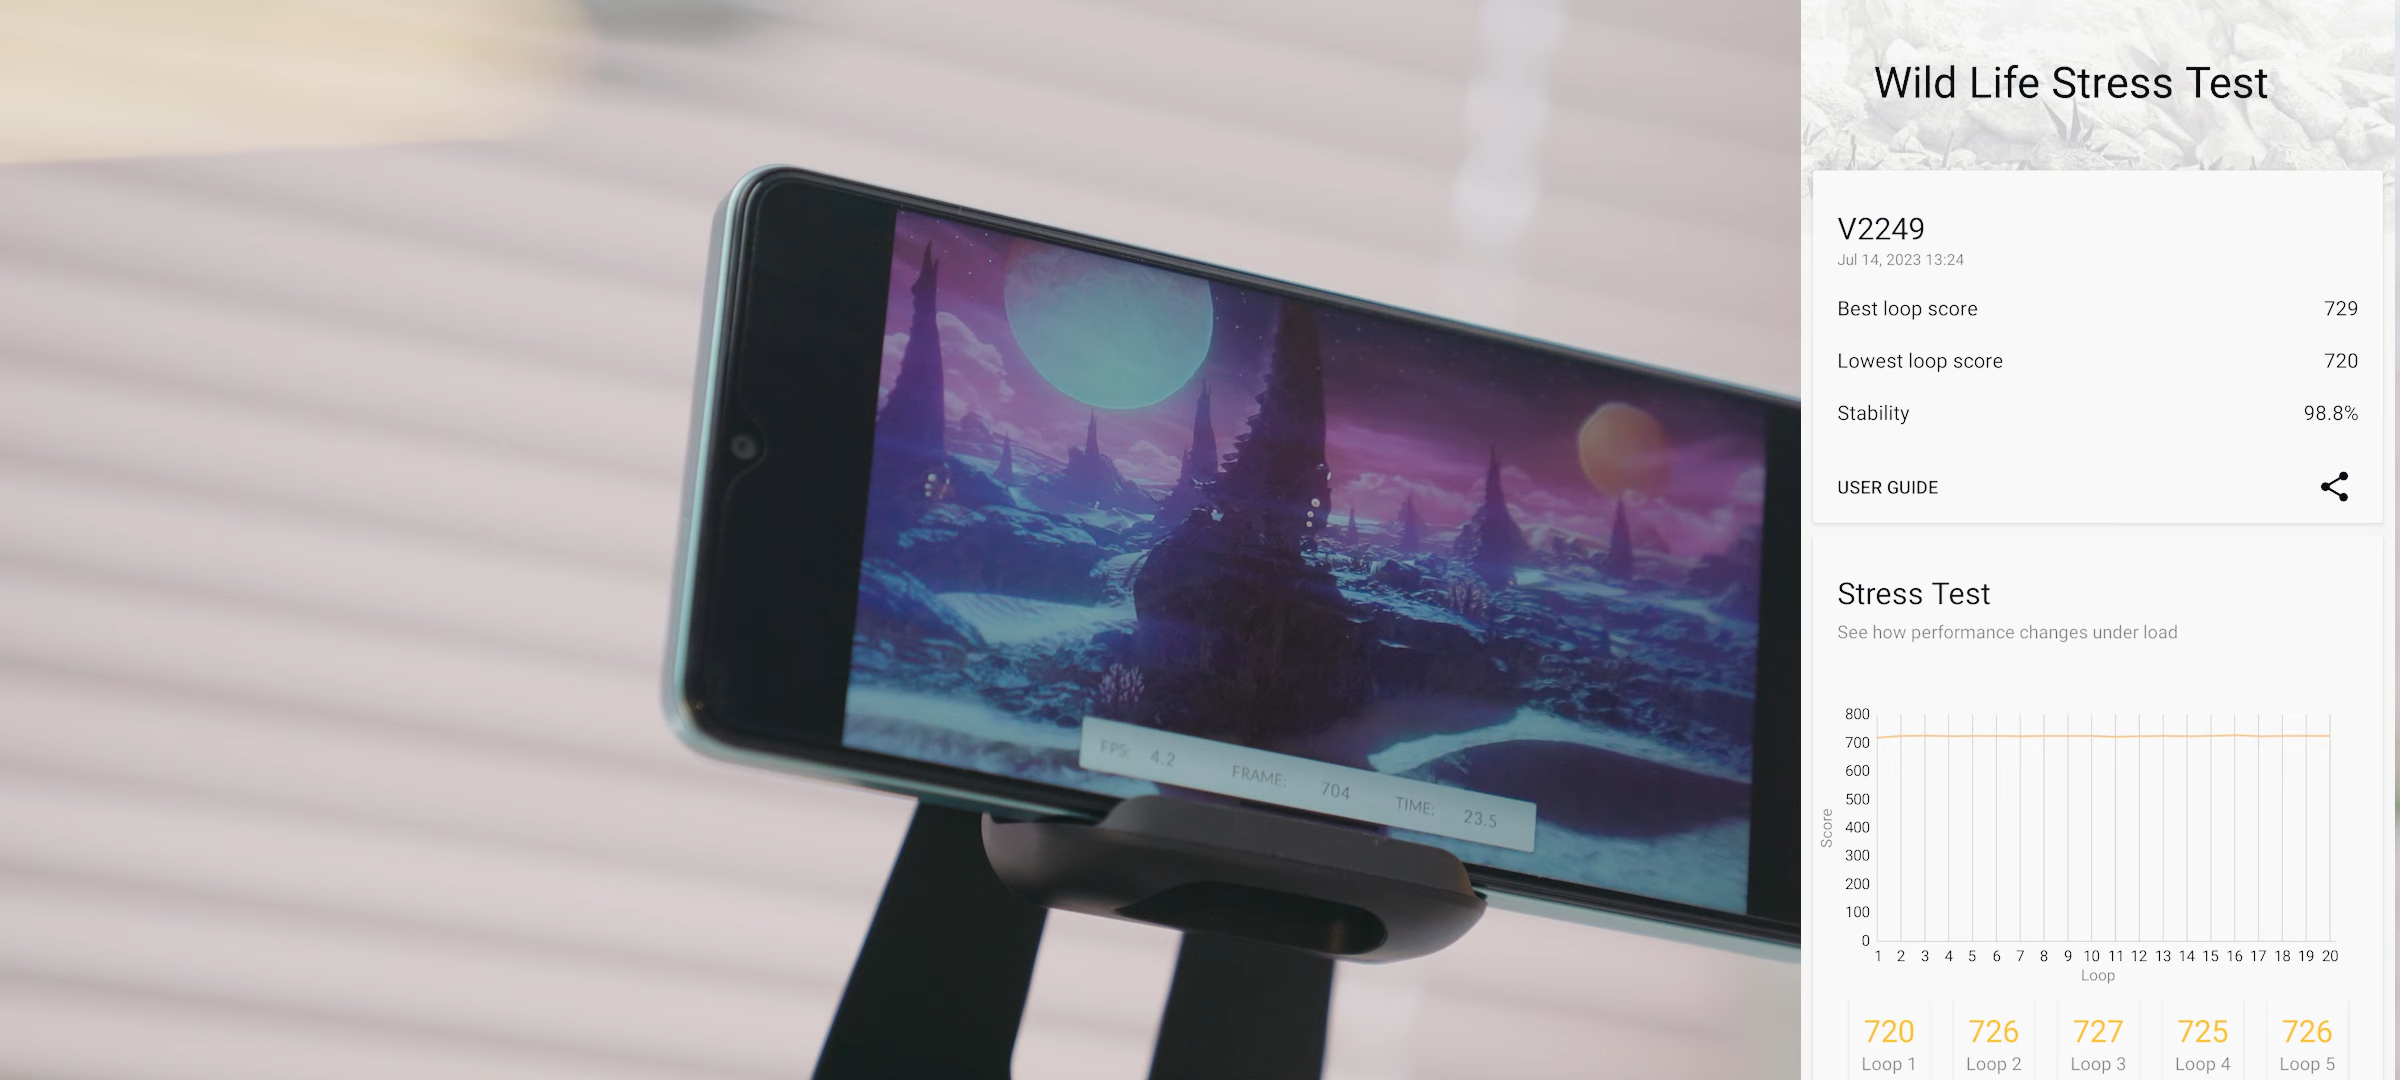 FPS: 4.2 FRAME: 704 TIME: 23.5
Wild Life Stress Test
V2249
Jul 14, 2023 13:24
Best loop score 729
Lowest loop score 720
Stability 98.8%
USER GUIDE
Stress Test
See how performance changes under load
800
700
600
500
400
300
200
100
0
Score
1 2 3 4 5 6 7 8 9 10 11 12 13 14 15 16 17 18 19 20
Loop
720 726 727 725 726
Loop 1 Loop 2 Loop 3 Loop 4 Loop 5